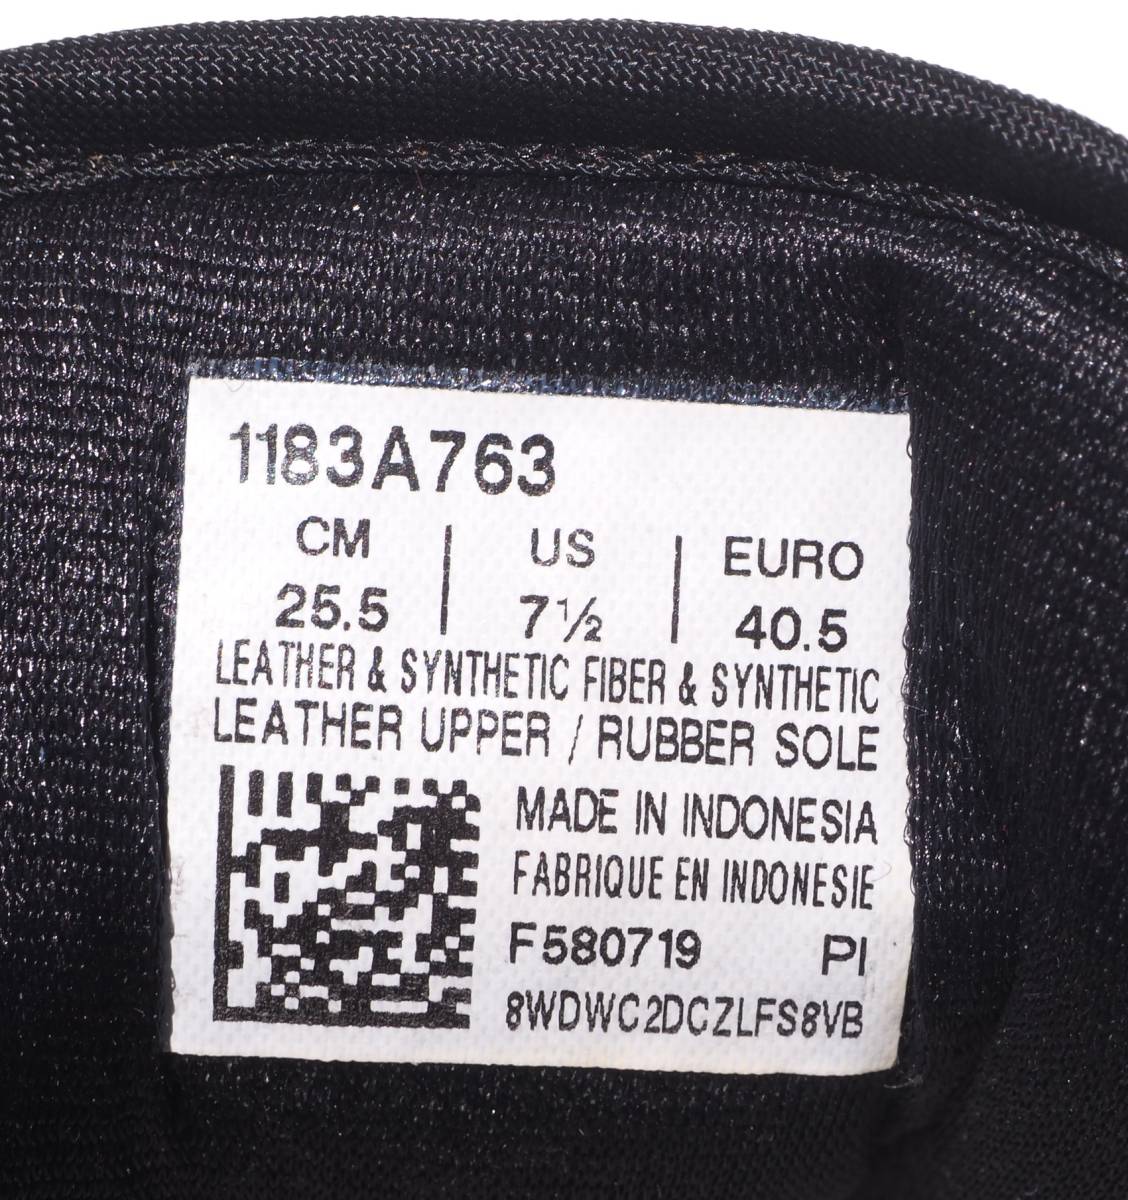 1183A763
CM US EURO
25.5 7½ 40.5
LEATHER & SYNTHETIC FIBER & SYNTHETIC
LEATHER UPPER / RUBBER SOLE
MADE IN INDONESIA
FABRIQUE EN INDONESIE
F580719 PI
8WDWC2DCZLFS8VB